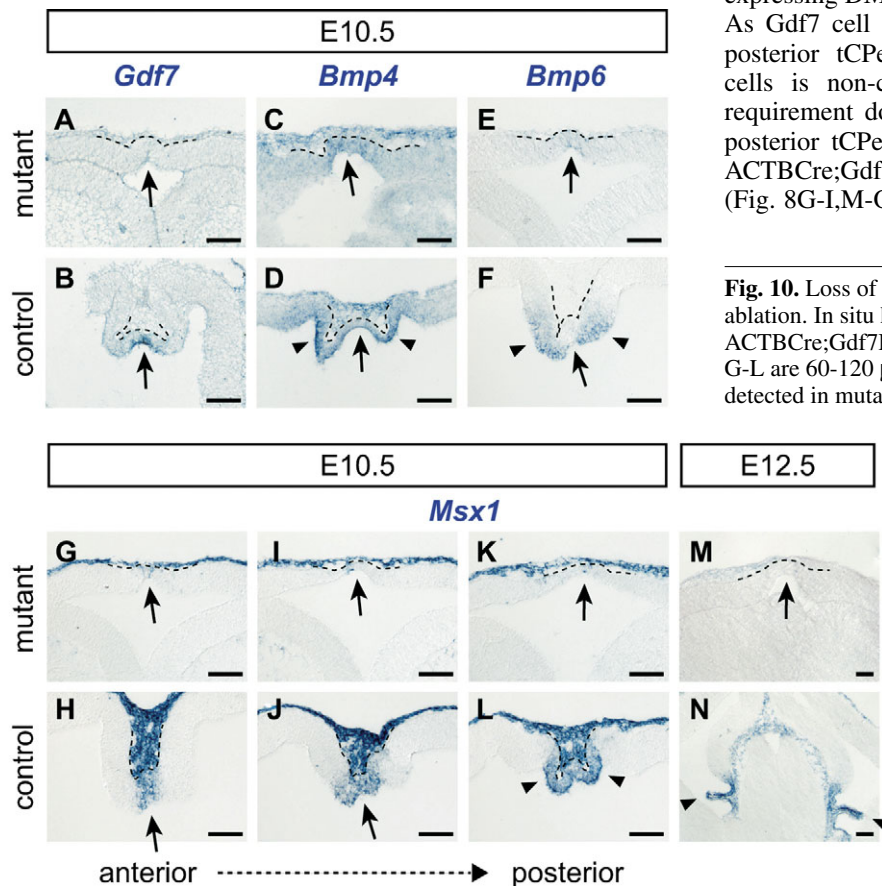 E10.5
Gdf7 Bmp4 Bmp6
mutant
A C E
control
B D F
expressing DM
As Gdf7 cell
posterior tCPe
cells is non-c
requirement do
posterior tCPe
ACTBCre;Gdf
(Fig. 8G-I,M-O
Fig. 10. Loss of
ablation. In situ
ACTBCre;Gdf7
G-L are 60-120
detected in muta
E10.5 E12.5
Msx1
mutant
G I K M
control
H J L N
anterior posterior